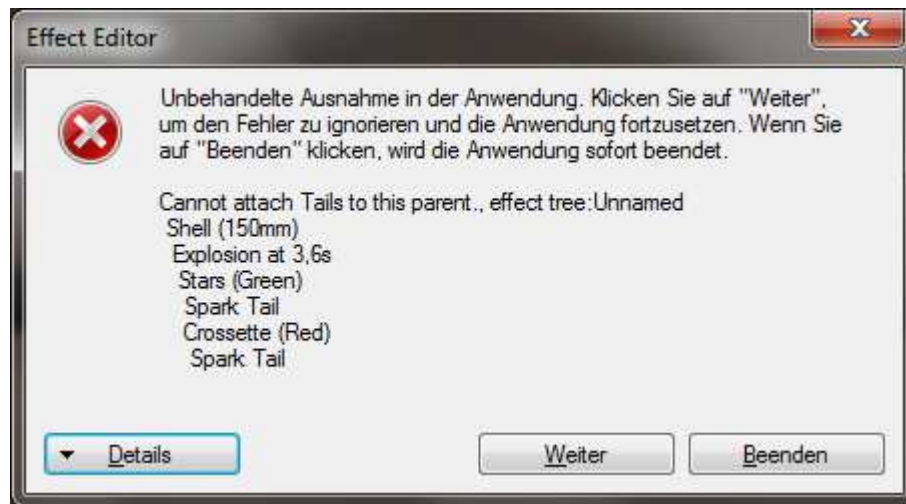 Effect Editor
Unbehandelte Ausnahme in der Anwendung. Klicken Sie auf "Weiter",
um den Fehler zu ignorieren und die Anwendung fortzusetzen. Wenn Sie
auf "Beenden" klicken, wird die Anwendung sofort beendet.
Cannot attach Tails to this parent., effect tree:Unnamed
Shell (150mm)
Explosion at 3,6s
Stars (Green)
Spark Tail
Crossette (Red)
Spark Tail
Details
Weiter
Beenden